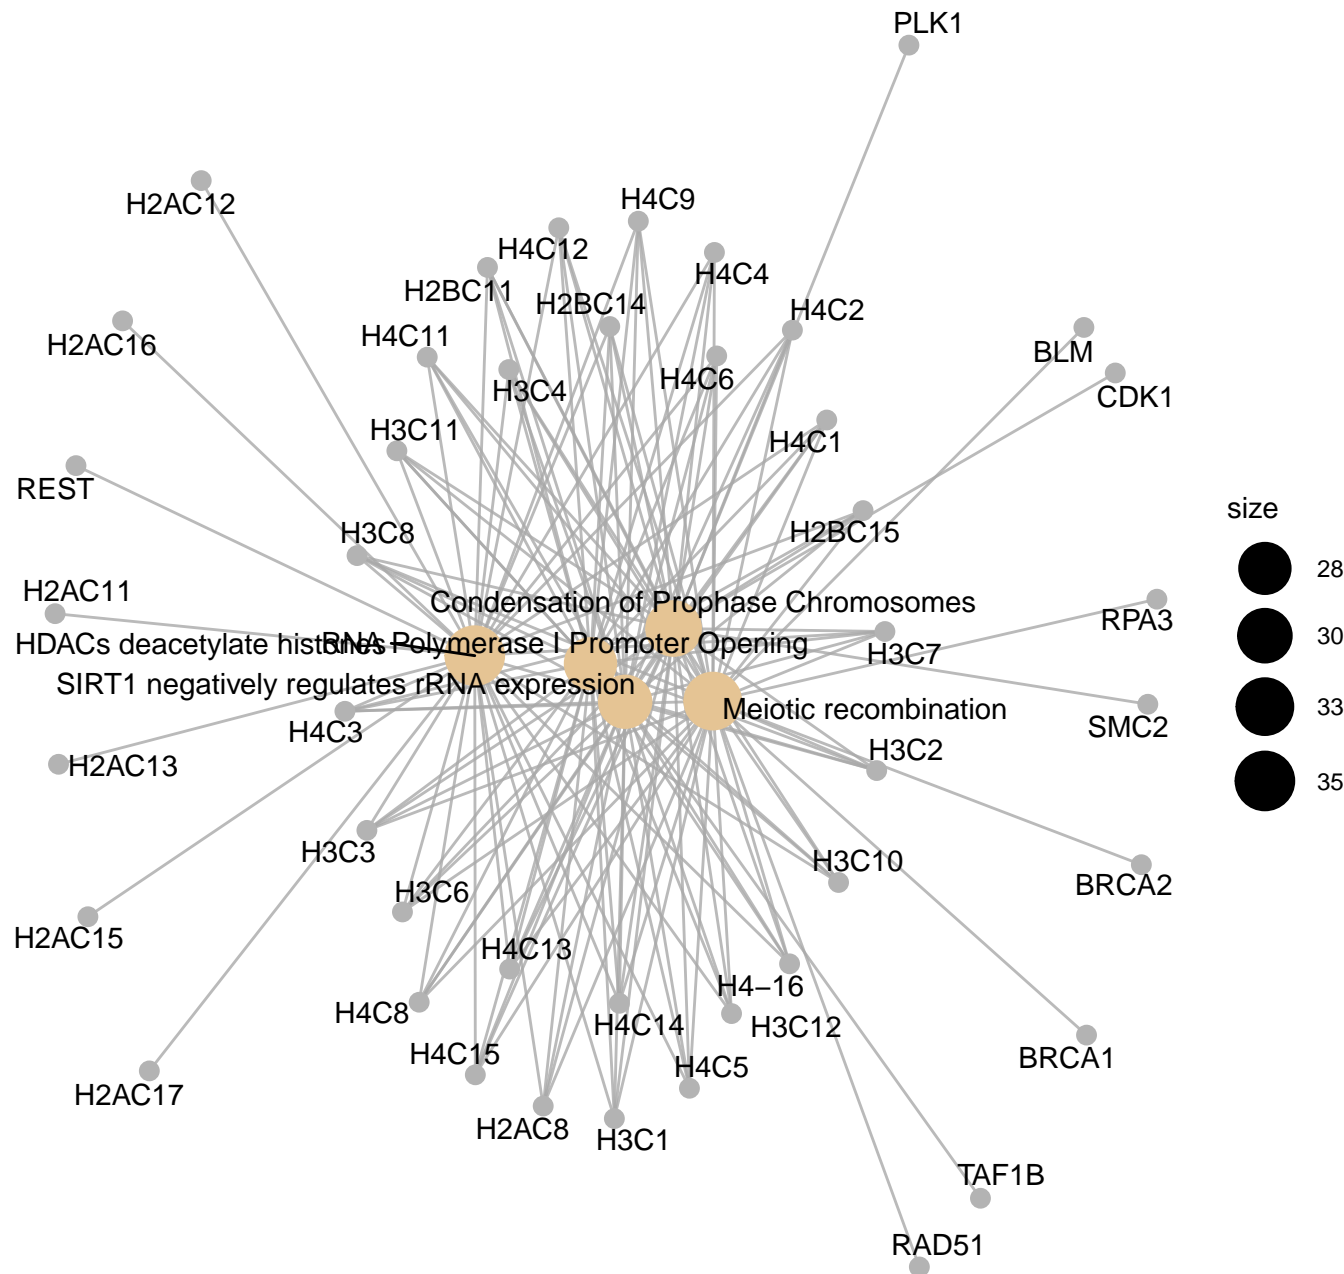 PLK1
H2AC12
H4C9
H4C12
H4C4
H2BC11
H2BC14
H4C2
H4C11
H2AC16
BLM
H4C6
H3C4
CDK1
H3C11
H4C1
REST
size
H3C8
H2BC15
28
H2AC11
Condensation of Prophase Chromosomes
RPA3
30
HDACs deacetylate histones
RNA Polymerase I Promoter Opening
H3C7
SIRT1 negatively regulates rRNA expression
Meiotic recombination
33
H4C3
SMC2
H3C2
H2AC13
35
H3C3
H3C10
H3C6
BRCA2
H2AC15
H4C13
H4−16
H4C8
H4C14
H3C12
H4C15
BRCA1
H4C5
H2AC17
H2AC8
H3C1
TAF1B
RAD51